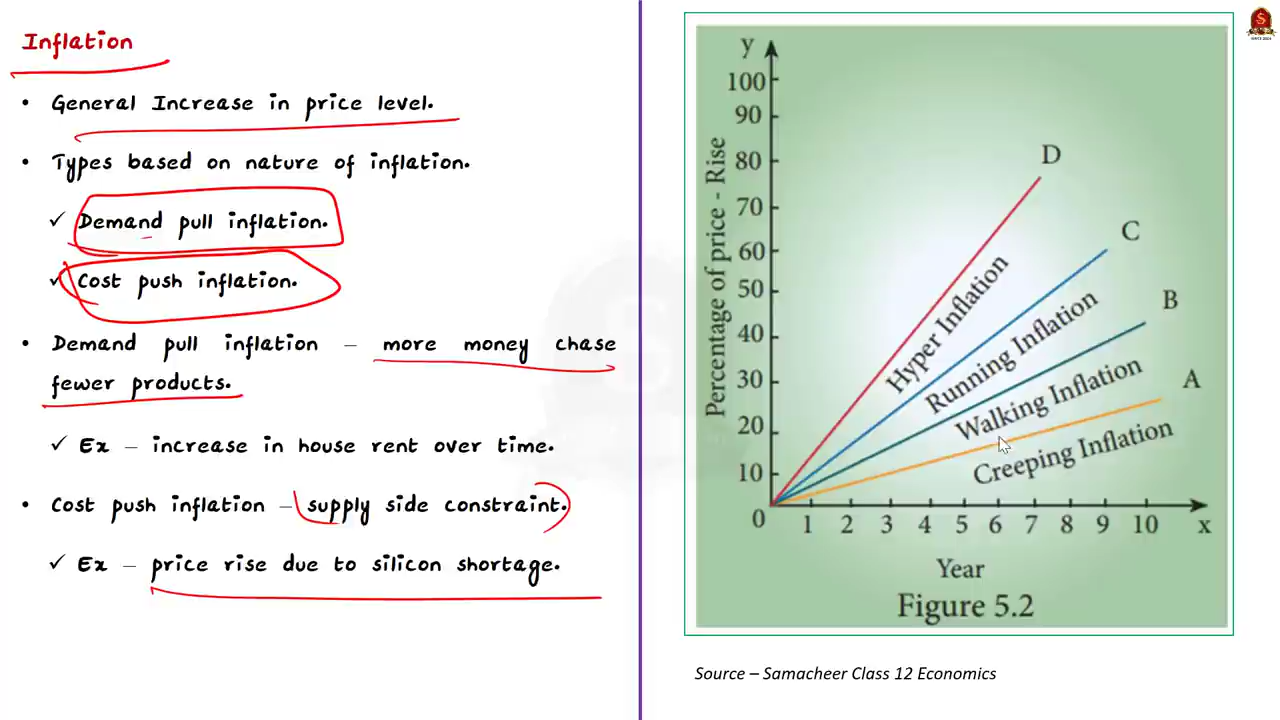 Inflation
• General Increase in price level.
• Types based on nature of inflation.
✓ Demand pull inflation.
✓ Cost push inflation.
• Demand pull inflation – more money chase
fewer products.
✓ Ex – increase in house rent over time.
• Cost push inflation – supply side constraint.
✓ Ex – price rise due to silicon shortage.
y
100
90
80
70
60
50
40
30
20
10
0
Percentage of price - Rise
D
C
B
A
Hyper Inflation
Running Inflation
Walking Inflation
Creeping Inflation
1 2 3 4 5 6 7 8 9 10 x
Year
Figure 5.2
Source – Samacheer Class 12 Economics